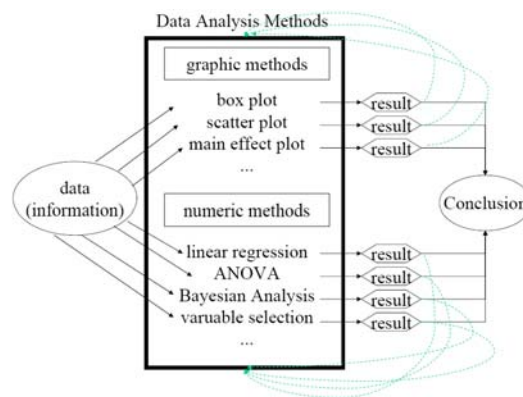 Data Analysis Methods
graphic methods
box plot
result
scatter plot
result
main effect plot
result
...
data
(information)
Conclusion
numeric methods
linear regression
result
ANOVA
result
Bayesian Analysis
result
varuable selection
result
...